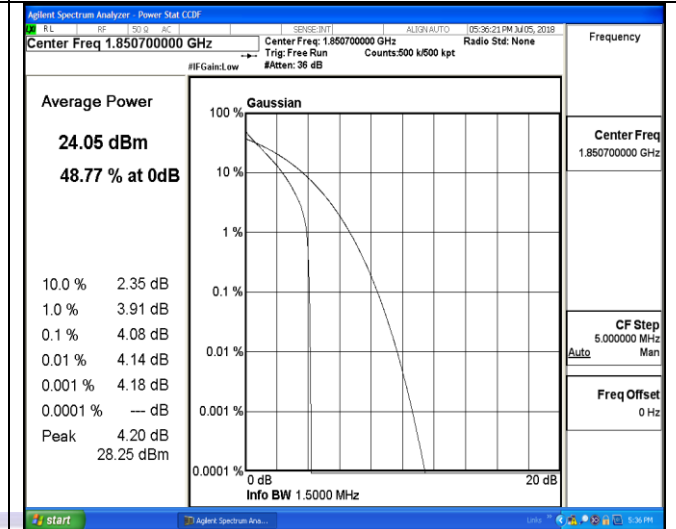 Agilent Spectrum Analyzer - Power Stat CCDF
RL RF 50 Ω AC SENSE:INT ALIGN AUTO 05:36:21 PM Jul 05, 2018
Center Freq 1.850700000 GHz
Center Freq: 1.850700000 GHz Radio Std: None
Trig: Free Run Counts:500 k/500 kpt
#IFGain:Low #Atten: 36 dB
Frequency
Average Power
24.05 dBm
48.77 % at 0dB
10.0 % 2.35 dB
1.0 % 3.91 dB
0.1 % 4.08 dB
0.01 % 4.14 dB
0.001 % 4.18 dB
0.0001 % --- dB
Peak 4.20 dB
28.25 dBm
Gaussian
100 %
10 %
1 %
0.1 %
0.01 %
0.001 %
0.0001 %
0 dB 20 dB
Info BW 1.5000 MHz
Center Freq
1.850700000 GHz
CF Step
5.000000 MHz
Auto Man
Freq Offset
0 Hz
start Agilent Spectrum Ana... Links » 5:36 PM